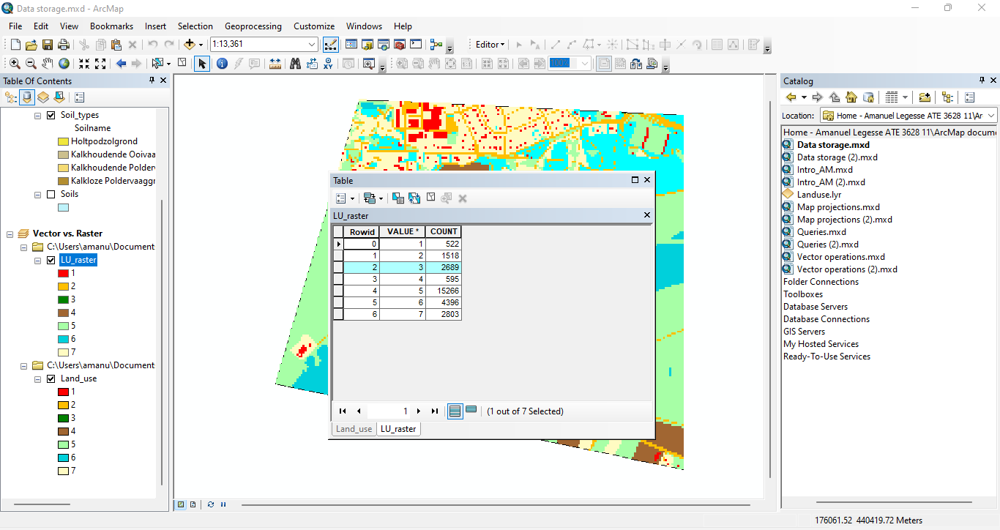 Data storage.mxd - ArcMap
File Edit View Bookmarks Insert Selection Geoprocessing Customize Windows Help
1:13,361
Editor
100%
Table Of Contents
Soil_types
Soilname
Holtpodzolgrond
Kalkhoudende Ooivaa
Kalkhoudende Polder
Kalkloze Poldervaaggr
Soils
Vector vs. Raster
C:\Users\amanu\Document
LU_raster
1
2
3
4
5
6
7
C:\Users\amanu\Document
Land_use
1
2
3
4
5
6
7
Table
LU_raster
Rowid VALUE * COUNT
0 1 522
1 2 1518
2 3 2689
3 4 595
4 5 15266
5 6 4396
6 7 2803
1
(1 out of 7 Selected)
Land_use LU_raster
Catalog
Location: Home - Amanuel Legesse ATE 3628 11\Ar
Home - Amanuel Legesse ATE 3628 11\ArcMap docume
Data storage.mxd
Data storage (2).mxd
Intro_AM.mxd
Intro_AM (2).mxd
Landuse.lyr
Map projections.mxd
Map projections (2).mxd
Queries.mxd
Queries (2).mxd
Vector operations.mxd
Vector operations (2).mxd
Folder Connections
Toolboxes
Database Servers
Database Connections
GIS Servers
My Hosted Services
Ready-To-Use Services
176061.52 440419.72 Meters